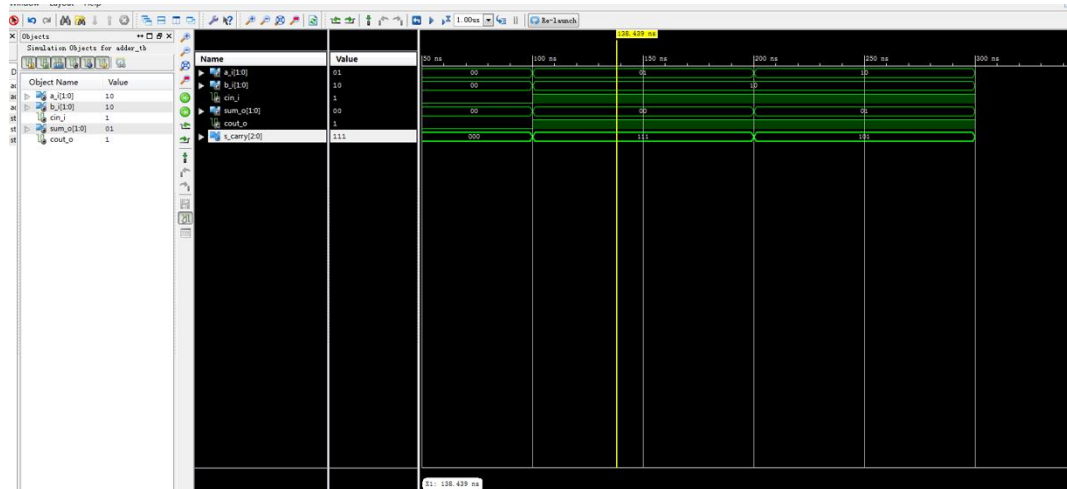 Window Layout Help
1.00us Re-launch
Objects
Simulation Objects for adder_tb
Object Name Value
a_i[1:0] 10
b_i[1:0] 10
cin_i 1
sum_o[1:0] 01
cout_o 1
138.439 ns
Name Value 50 ns 100 ns 150 ns 200 ns 250 ns 300 ns
a_i[1:0] 01 00 01 10
b_i[1:0] 10 00 10
cin_i 1
sum_o[1:0] 00 00 00 01
cout_o 1
s_carry[2:0] 111 000 111 101
X1: 138.439 ns